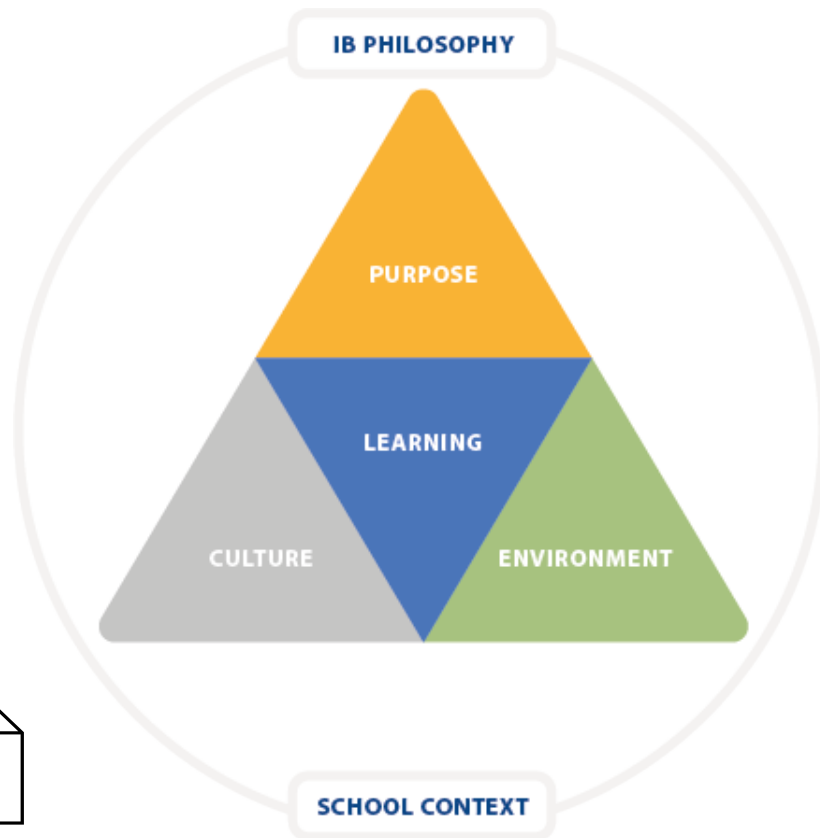 IB PHILOSOPHY
PURPOSE
LEARNING
CULTURE
ENVIRONMENT
SCHOOL CONTEXT